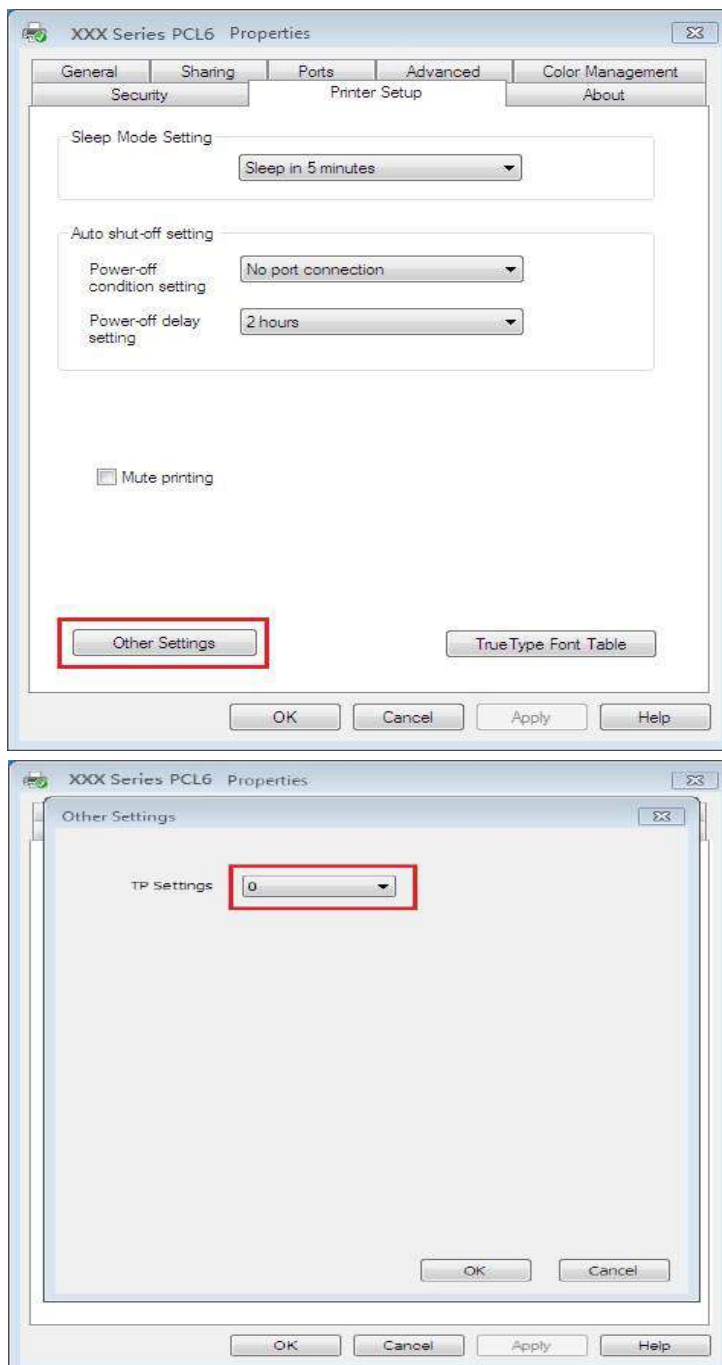 XXX Series PCL6 Properties
General Sharing Ports Advanced Color Management
Security Printer Setup About
Sleep Mode Setting
Sleep in 5 minutes
Auto shut-off setting
Power-off
condition setting
No port connection
Power-off delay
setting
2 hours
Mute printing
Other Settings TrueType Font Table
OK Cancel Apply Help
XXX Series PCL6 Properties
Other Settings
TP Settings 0
OK Cancel
OK Cancel Apply Help